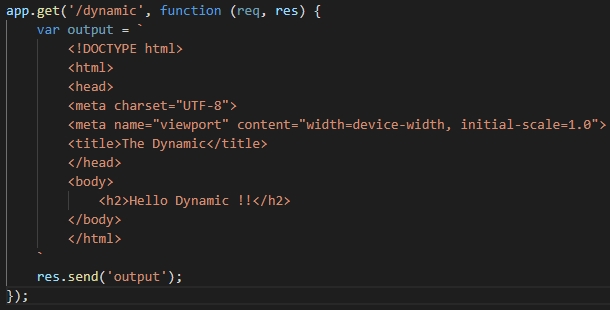 app.get('/dynamic', function (req, res) {
    var output = `
        <!DOCTYPE html>
        <html>
        <head>
        <meta charset="UTF-8">
        <meta name="viewport" content="width=device-width, initial-scale=1.0">
        <title>The Dynamic</title>
        </head>
        <body>
            <h2>Hello Dynamic !!</h2>
        </body>
        </html>
    `
    res.send('output');
});